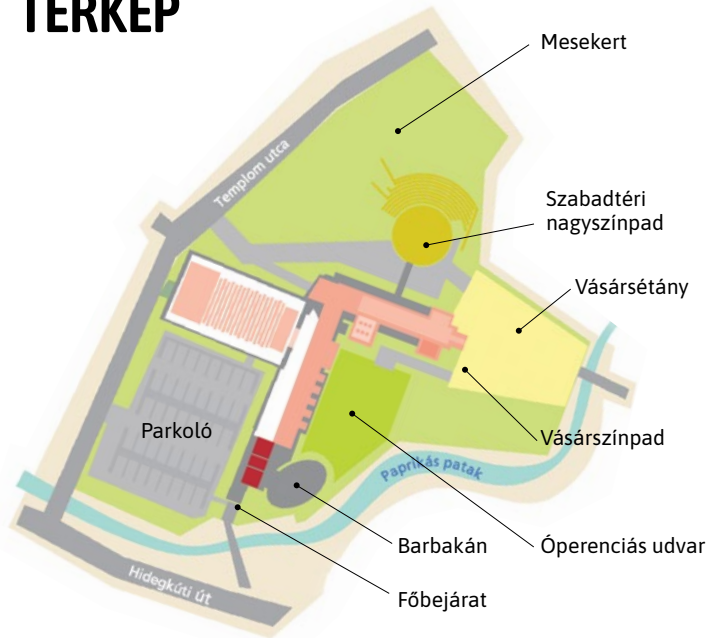 TÉRKÉP
Mesekert
Templom utca
Szabadtéri
nagyszínpad
Vásársétány
Parkoló
Vásárszínpad
Paprikás patak
Barbakán
Óperenciás udvar
Hidegkúti út
Főbejárat